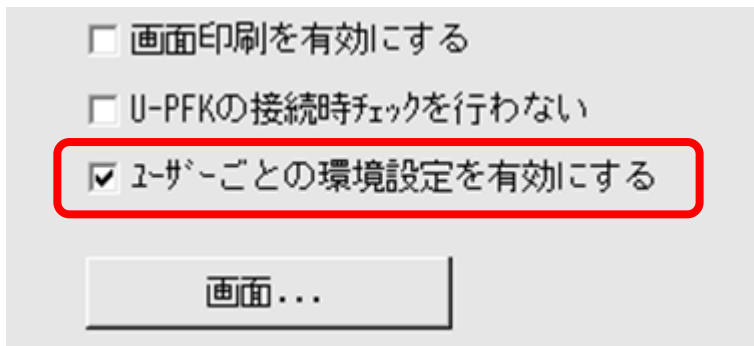 画面印刷を有効にする
U-PFKの接続時ﾁｪｯｸを行わない
ﾕｰｻﾞｰごとの環境設定を有効にする
画面...